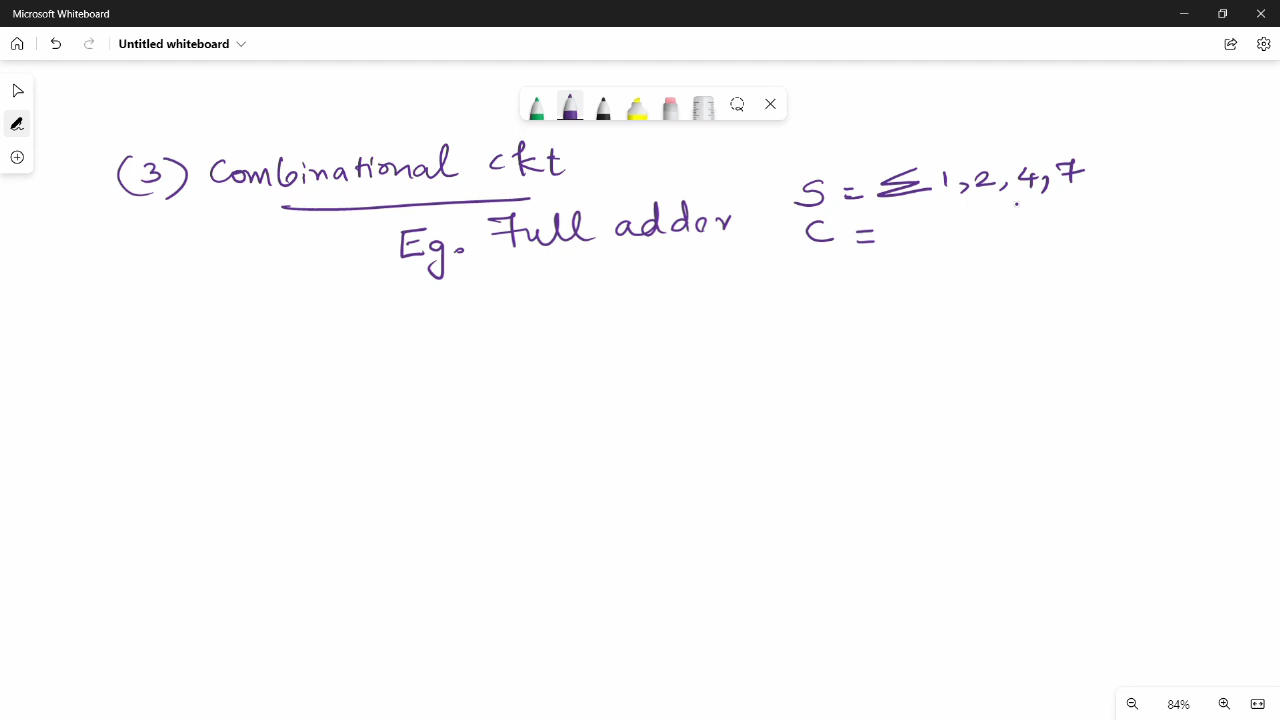 Microsoft Whiteboard
Untitled whiteboard
(3) Combinational ckt
Eg. Full adder
S = Σ 1, 2, 4, 7
C =
84%